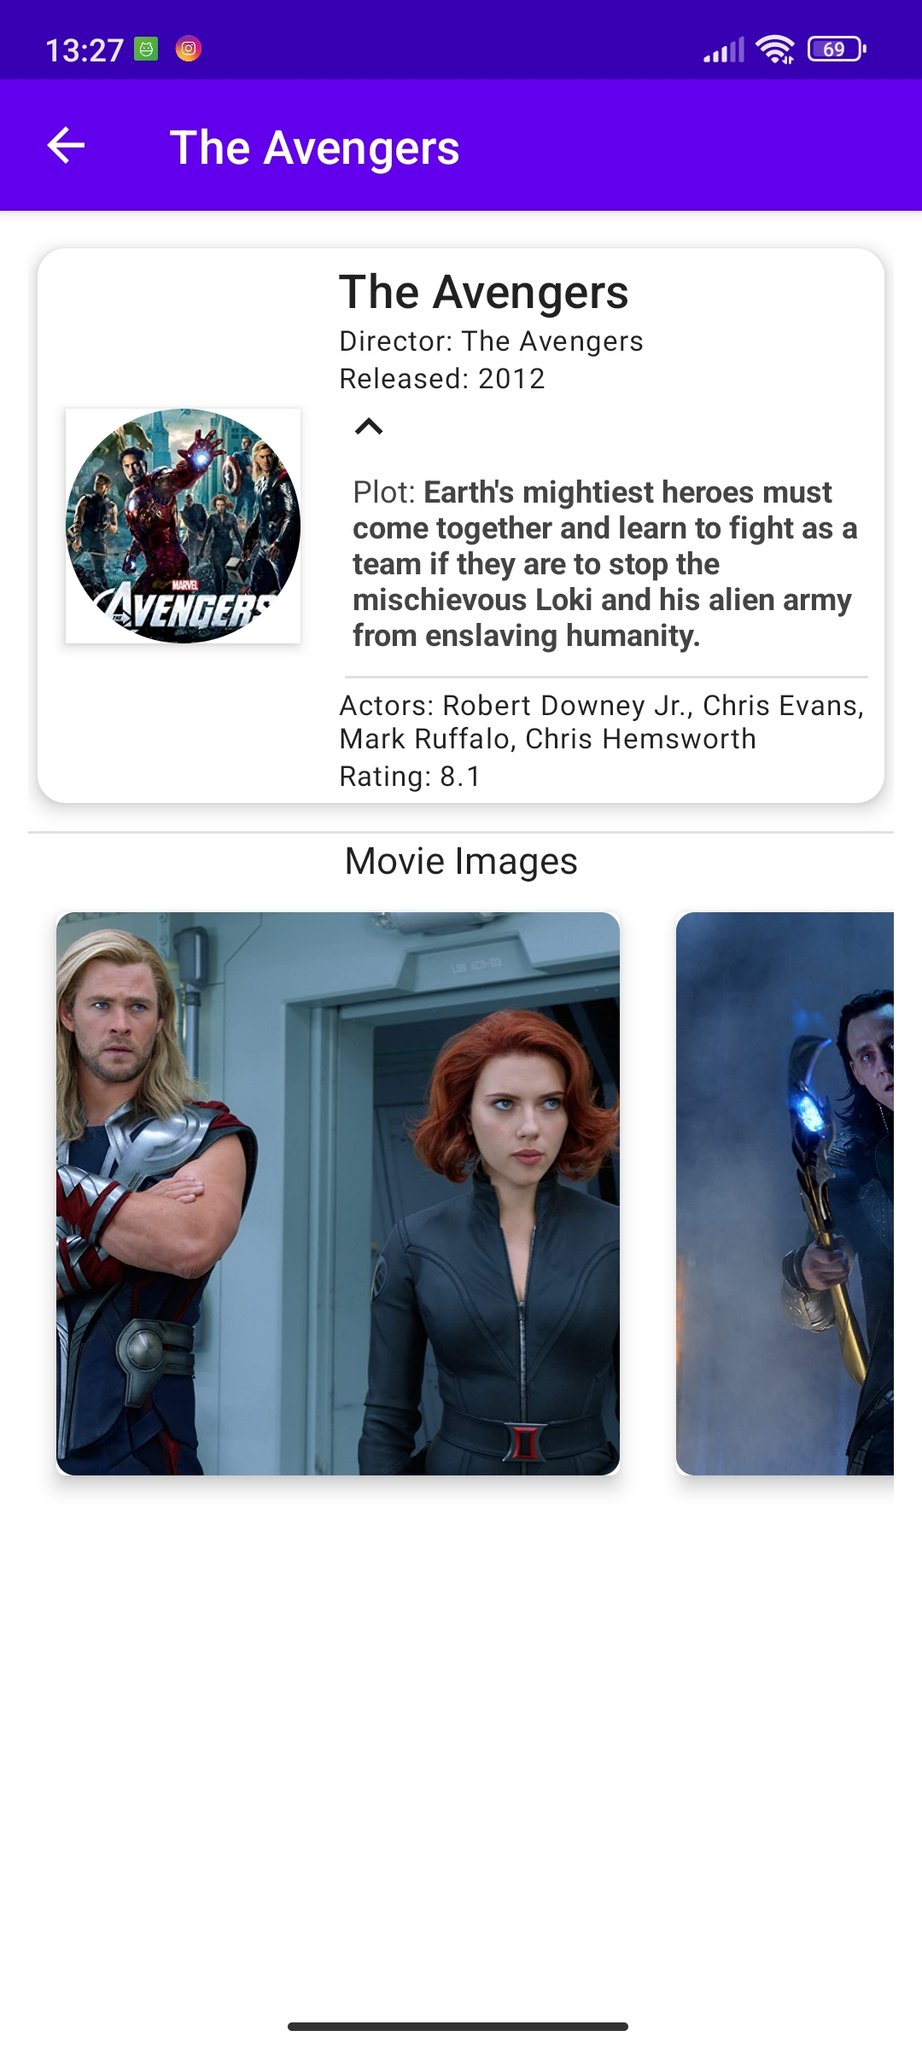 13:27
69
The Avengers
The Avengers
Director: The Avengers
Released: 2012
Plot: Earth's mightiest heroes must
come together and learn to fight as a
team if they are to stop the
mischievous Loki and his alien army
from enslaving humanity.
MARVEL
THE AVENGERS
Actors: Robert Downey Jr., Chris Evans,
Mark Ruffalo, Chris Hemsworth
Rating: 8.1
Movie Images